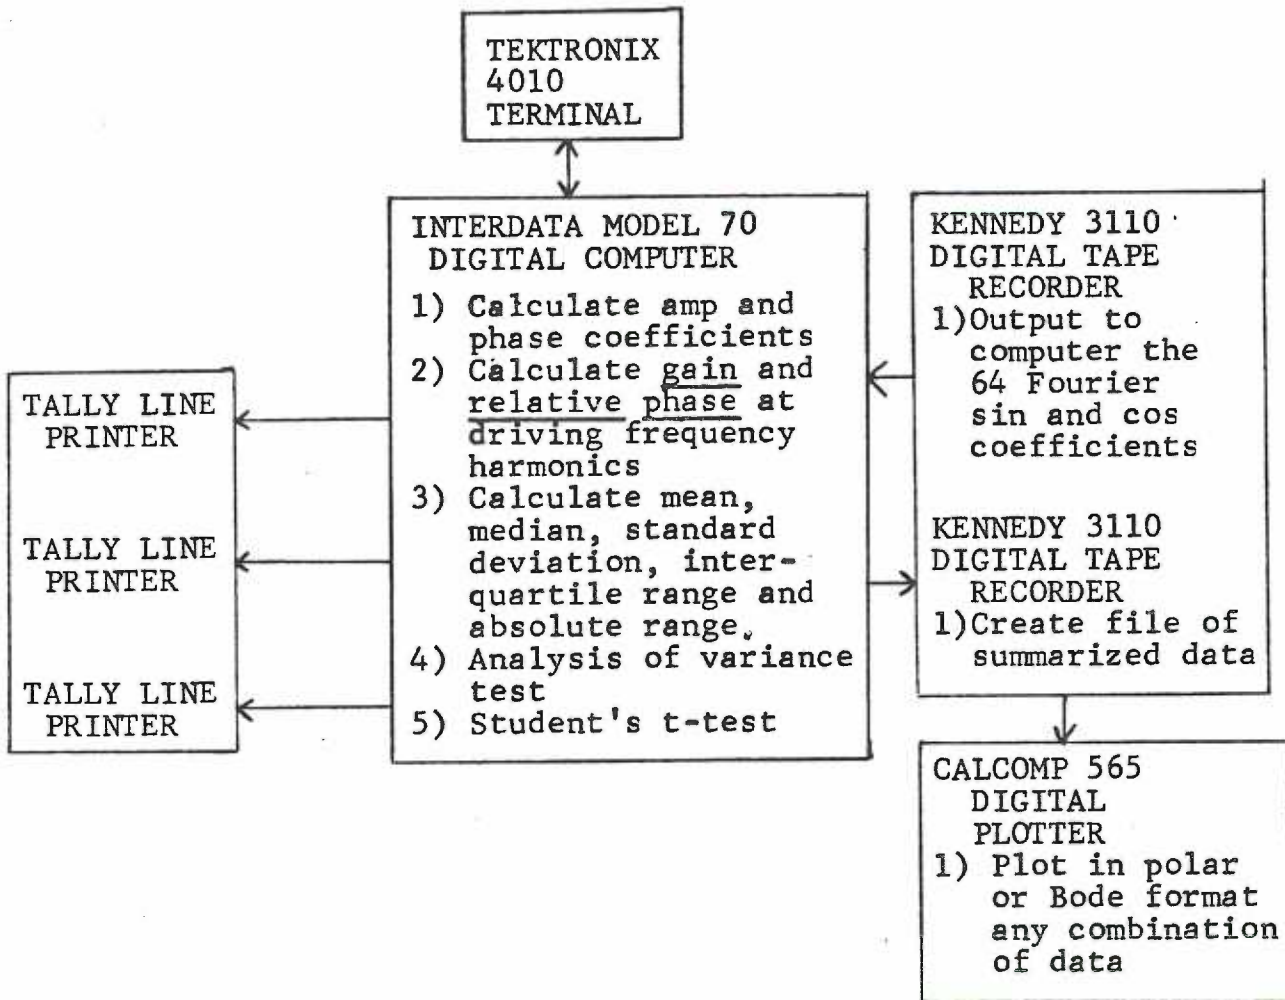 TEKTRONIX
4010
TERMINAL
INTERDATA MODEL 70
DIGITAL COMPUTER
1) Calculate amp and
phase coefficients
2) Calculate gain and
relative phase at
driving frequency
harmonics
3) Calculate mean,
median, standard
deviation, inter-
quartile range and
absolute range.
4) Analysis of variance
test
5) Student's t-test
KENNEDY 3110
DIGITAL TAPE
RECORDER
1)Output to
computer the
64 Fourier
sin and cos
coefficients
KENNEDY 3110
DIGITAL TAPE
RECORDER
1)Create file of
summarized data
TALLY LINE
PRINTER
TALLY LINE
PRINTER
TALLY LINE
PRINTER
CALCOMP 565
DIGITAL
PLOTTER
1) Plot in polar
or Bode format
any combination
of data